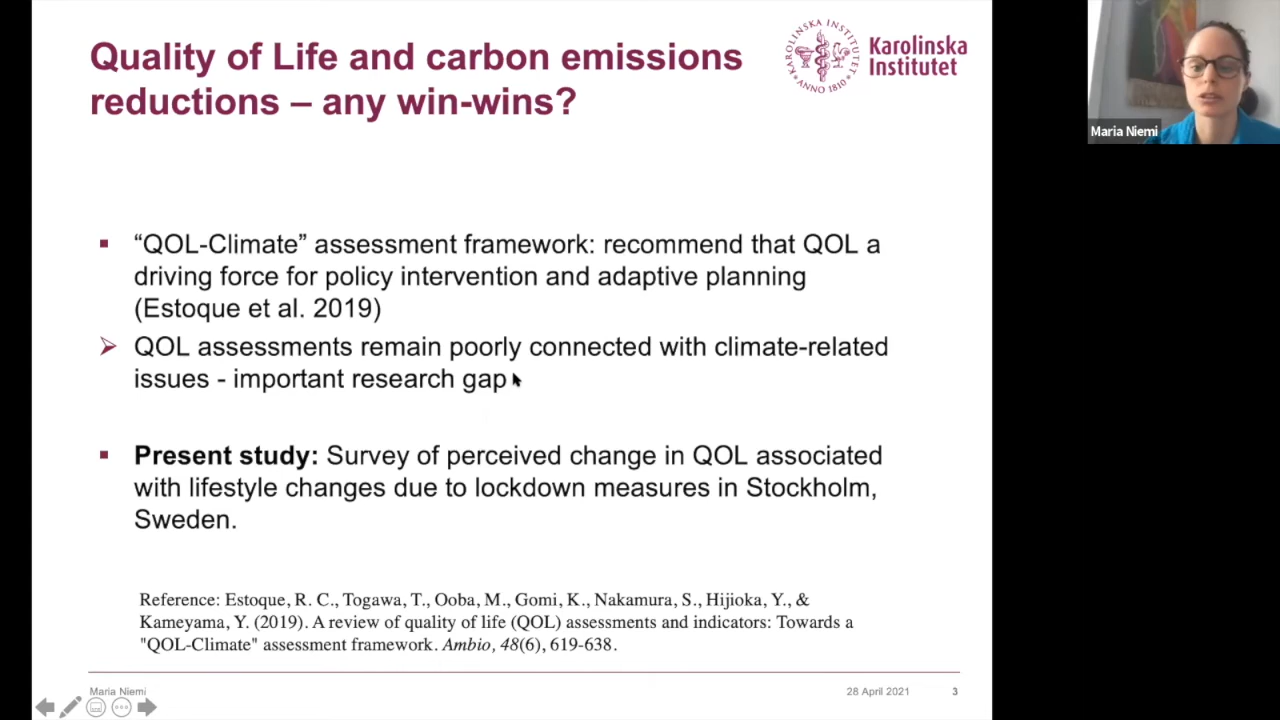 Quality of Life and carbon emissions
reductions – any win-wins?
KAROLINSKA INSTITUTET ANNO 1810
Karolinska
Institutet
Maria Niemi
“QOL-Climate” assessment framework: recommend that QOL a
driving force for policy intervention and adaptive planning
(Estoque et al. 2019)
QOL assessments remain poorly connected with climate-related
issues - important research gap
Present study: Survey of perceived change in QOL associated
with lifestyle changes due to lockdown measures in Stockholm,
Sweden.
Reference: Estoque, R. C., Togawa, T., Ooba, M., Gomi, K., Nakamura, S., Hijioka, Y., &
Kameyama, Y. (2019). A review of quality of life (QOL) assessments and indicators: Towards a
"QOL-Climate" assessment framework. Ambio, 48(6), 619-638.
Maria Niemi
28 April 2021
3